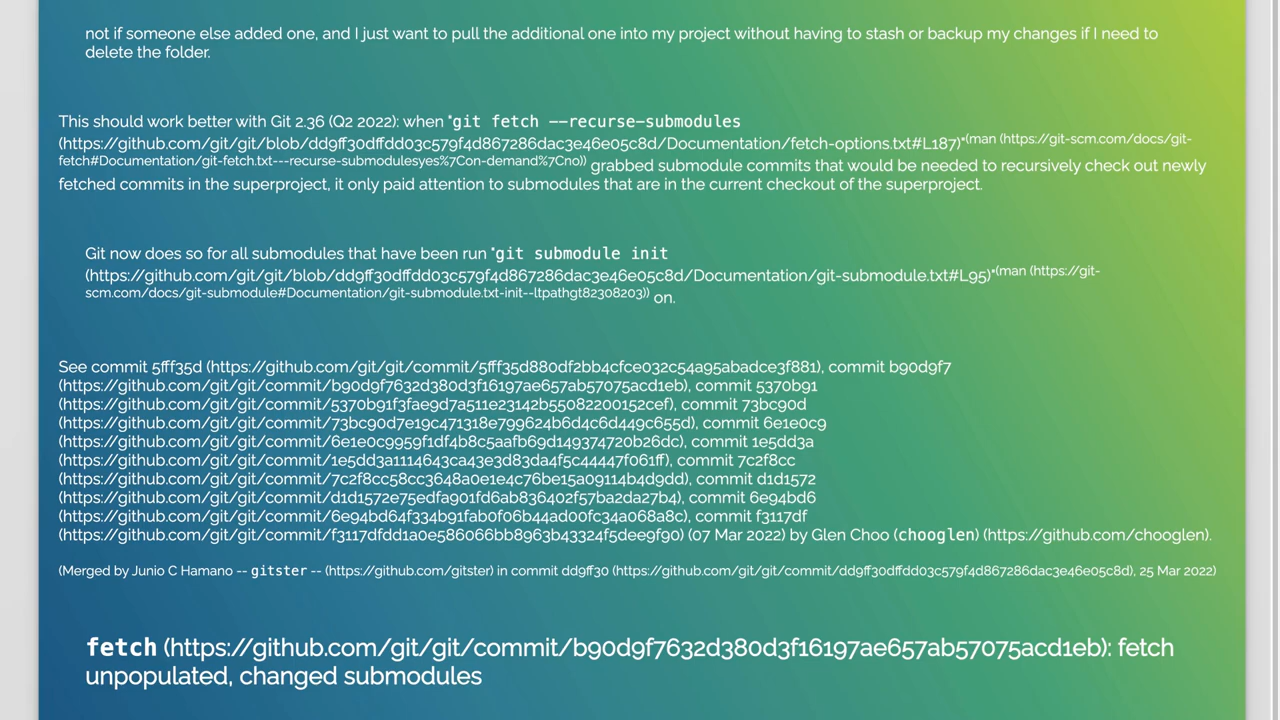 not if someone else added one, and I just want to pull the additional one into my project without having to stash or backup my changes if I need to
delete the folder.
This should work better with Git 2.36 (Q2 2022): when "git fetch --recurse-submodules
(https://github.com/git/git/blob/dd9ff30dffdd03c579f4d867286dac3e46e05c8d/Documentation/fetch-options.txt#L187)"(man (https://git-scm.com/docs/git-
fetch#Documentation/git-fetch.txt---recurse-submodulesyes%7Con-demand%7Cno)) grabbed submodule commits that would be needed to recursively check out newly
fetched commits in the superproject, it only paid attention to submodules that are in the current checkout of the superproject.
Git now does so for all submodules that have been run "git submodule init
(https://github.com/git/git/blob/dd9ff30dffdd03c579f4d867286dac3e46e05c8d/Documentation/git-submodule.txt#L95)"(man (https://git-
scm.com/docs/git-submodule#Documentation/git-submodule.txt-init--ltpathgt82308203)) on.
See commit 5fff35d (https://github.com/git/git/commit/5fff35d880df2bb4cfce032c54a95abadce3f881), commit b90d9f7
(https://github.com/git/git/commit/b90d9f7632d380d3f16197ae657ab57075acd1eb), commit 5370b91
(https://github.com/git/git/commit/5370b91f3fae9d7a511e23142b55082200152cef), commit 73bc90d
(https://github.com/git/git/commit/73bc90d7e19c471318e799624b6d4c6d449c655d), commit 6e1e0c9
(https://github.com/git/git/commit/6e1e0c9959f1df4b8c5aafb69d149374720b26dc), commit 1e5dd3a
(https://github.com/git/git/commit/1e5dd3a1114643ca43e3d83da4f5c44447f061ff), commit 7c2f8cc
(https://github.com/git/git/commit/7c2f8cc58cc3648a0e1e4c76be15a09114b4d9dd), commit d1d1572
(https://github.com/git/git/commit/d1d1572e75edfa901fd6ab836402f57ba2da27b4), commit 6e94bd6
(https://github.com/git/git/commit/6e94bd64f334b91fab0f06b44ad00fc34a068a8c), commit f3117df
(https://github.com/git/git/commit/f3117dfdd1a0e586066bb8963b43324f5dee9f90) (07 Mar 2022) by Glen Choo (chooglen) (https://github.com/chooglen).
(Merged by Junio C Hamano -- gitster -- (https://github.com/gitster) in commit dd9ff30 (https://github.com/git/git/commit/dd9ff30dffdd03c579f4d867286dac3e46e05c8d), 25 Mar 2022)
fetch (https://github.com/git/git/commit/b90d9f7632d380d3f16197ae657ab57075acd1eb): fetch
unpopulated, changed submodules